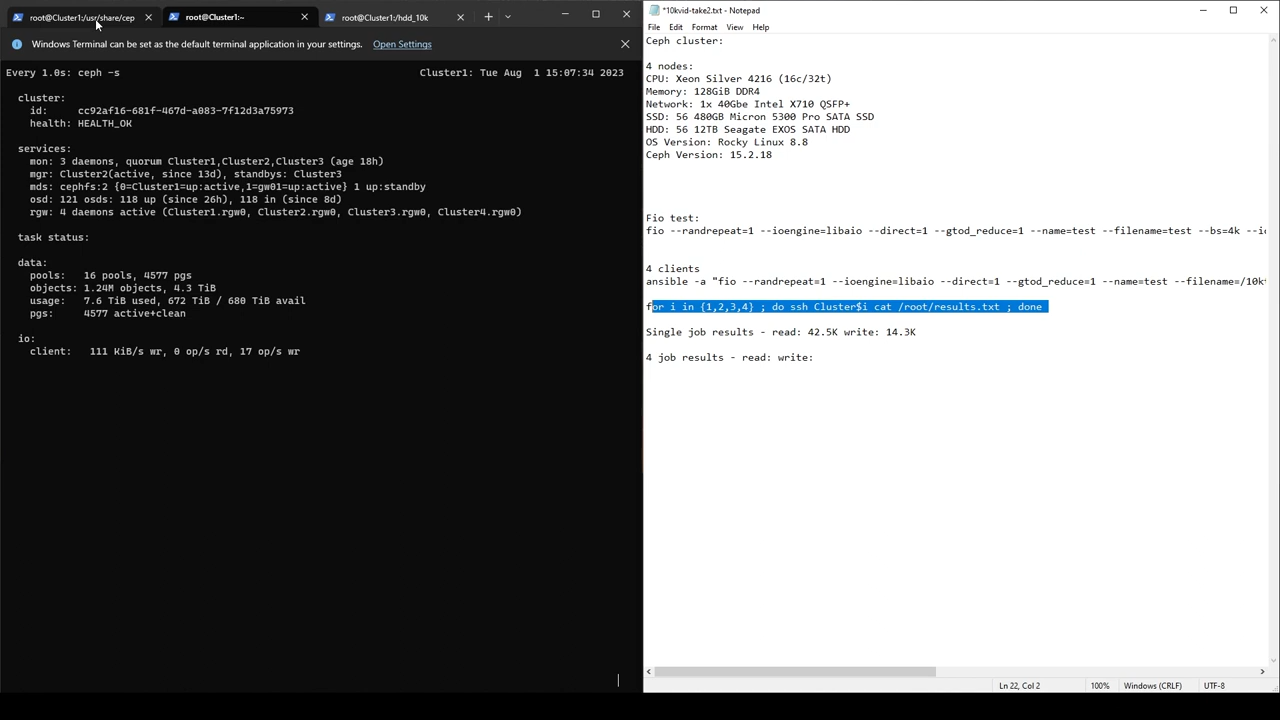 root@Cluster1:/usr/share/cep
root@Cluster1:~
root@Cluster1:/hdd_10k
Windows Terminal can be set as the default terminal application in your settings. Open Settings
Every 1.0s: ceph -s Cluster1: Tue Aug 1 15:07:34 2023
cluster:
id: cc92af16-681f-467d-a083-7f12d3a75973
health: HEALTH_OK
services:
mon: 3 daemons, quorum Cluster1,Cluster2,Cluster3 (age 18h)
mgr: Cluster2(active, since 13d), standbys: Cluster3
mds: cephfs:2 {0=Cluster1=up:active,1=gw01=up:active} 1 up:standby
osd: 121 osds: 118 up (since 26h), 118 in (since 8d)
rgw: 4 daemons active (Cluster1.rgw0, Cluster2.rgw0, Cluster3.rgw0, Cluster4.rgw0)
task status:
data:
pools: 16 pools, 4577 pgs
objects: 1.24M objects, 4.3 TiB
usage: 7.6 TiB used, 672 TiB / 680 TiB avail
pgs: 4577 active+clean
io:
client: 111 KiB/s wr, 0 op/s rd, 17 op/s wr
*10kvid-take2.txt - Notepad
File Edit Format View Help
Ceph cluster:
4 nodes:
CPU: Xeon Silver 4216 (16c/32t)
Memory: 128GiB DDR4
Network: 1x 40Gbe Intel X710 QSFP+
SSD: 56 480GB Micron 5300 Pro SATA SSD
HDD: 56 12TB Seagate EXOS SATA HDD
OS Version: Rocky Linux 8.8
Ceph Version: 15.2.18
Fio test:
fio --randrepeat=1 --ioengine=libaio --direct=1 --gtod_reduce=1 --name=test --filename=test --bs=4k --io
4 clients
ansible -a "fio --randrepeat=1 --ioengine=libaio --direct=1 --gtod_reduce=1 --name=test --filename=/10k
for i in {1,2,3,4} ; do ssh Cluster$i cat /root/results.txt ; done
Single job results - read: 42.5K write: 14.3K
4 job results - read: write:
Ln 22, Col 2 100% Windows (CRLF) UTF-8